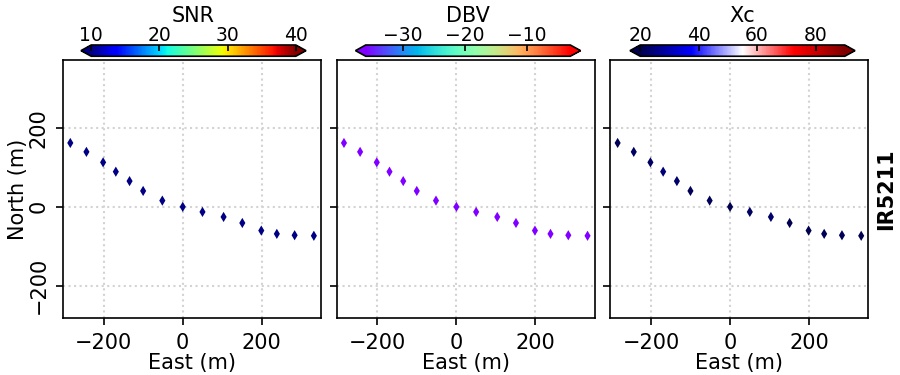 SNR DBV Xc
10 20 30 40 −30 −20 −10 20 40 60 80
200
0
−200
North (m)
IR5211
−200 0 200 −200 0 200 −200 0 200
East (m) East (m) East (m)